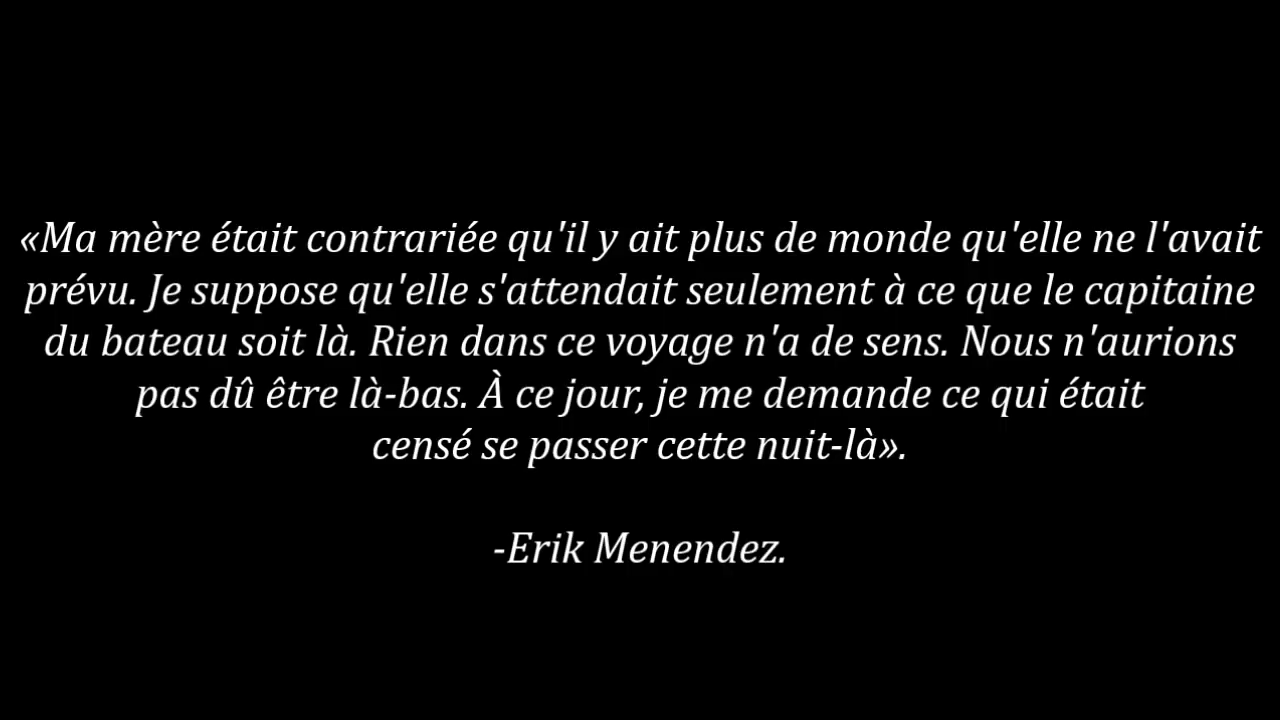 «Ma mère était contrariée qu'il y ait plus de monde qu'elle ne l'avait
prévu. Je suppose qu'elle s'attendait seulement à ce que le capitaine
du bateau soit là. Rien dans ce voyage n'a de sens. Nous n'aurions
pas dû être là-bas. À ce jour, je me demande ce qui était
censé se passer cette nuit-là».
-Erik Menendez.